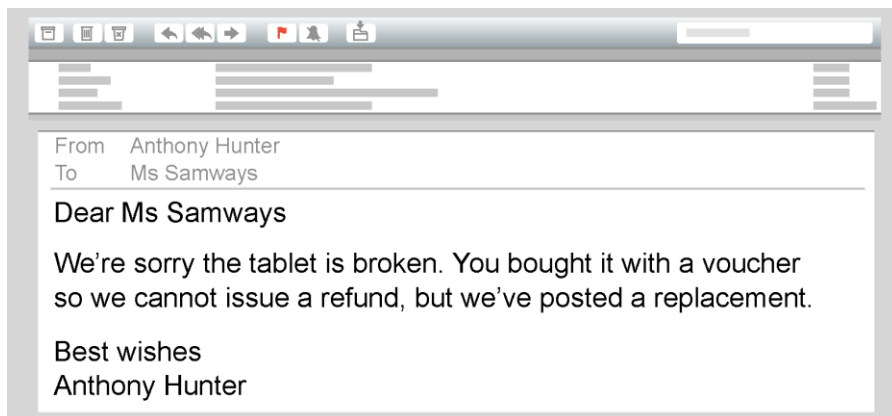 From Anthony Hunter
To Ms Samways
Dear Ms Samways
We're sorry the tablet is broken. You bought it with a voucher
so we cannot issue a refund, but we've posted a replacement.
Best wishes
Anthony Hunter